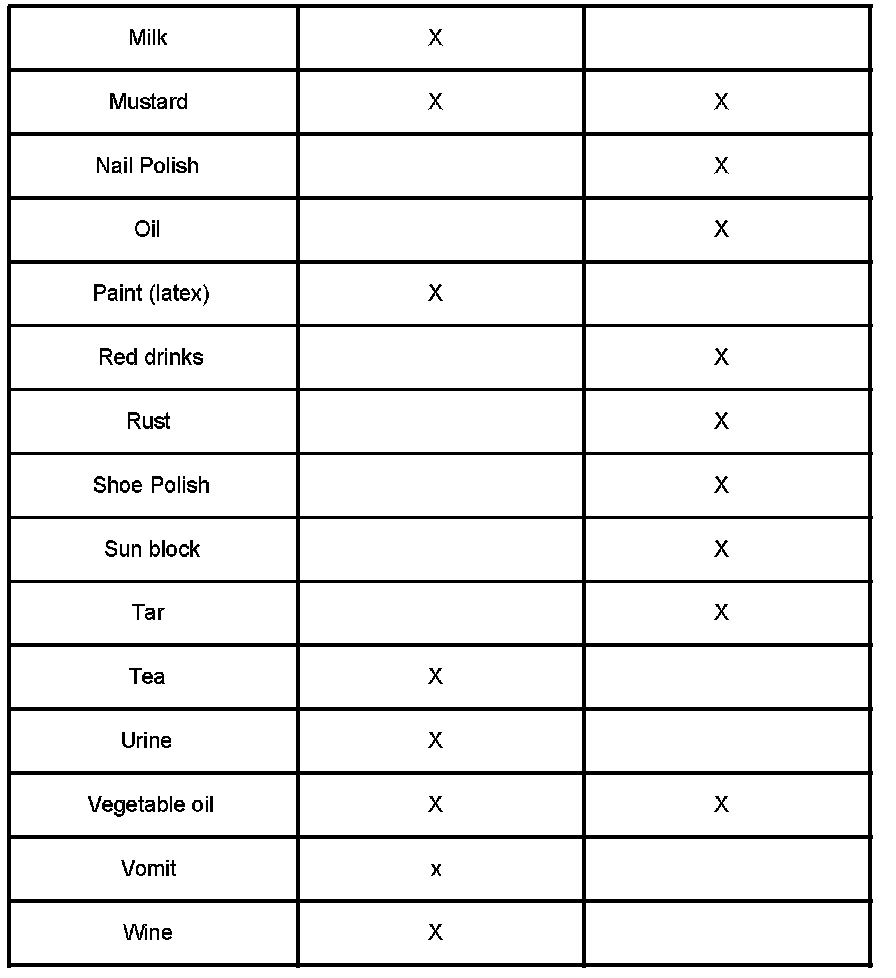 Milk X
Mustard X X
Nail Polish X
Oil X
Paint (latex) X
Red drinks X
Rust X
Shoe Polish X
Sun block X
Tar X
Tea X
Urine X
Vegetable oil X X
Vomit x
Wine X